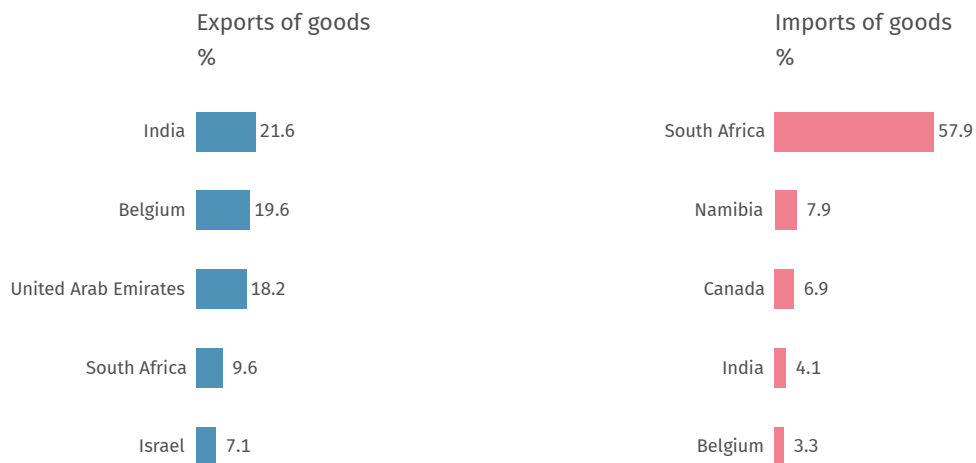 Exports of goods
%
India 21.6
Belgium 19.6
United Arab Emirates 18.2
South Africa 9.6
Israel 7.1
Imports of goods
%
South Africa 57.9
Namibia 7.9
Canada 6.9
India 4.1
Belgium 3.3